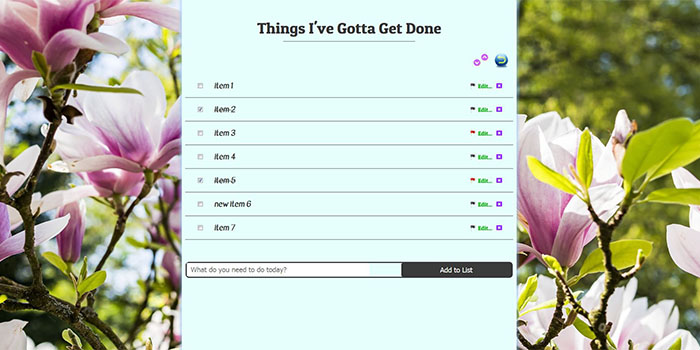 Things I've Gotta Get Done
item 1 Edit...
item 2 Edit...
item 3 Edit...
item 4 Edit...
item 5 Edit...
new item 6 Edit...
item 7 Edit...
What do you need to do today? Add to List